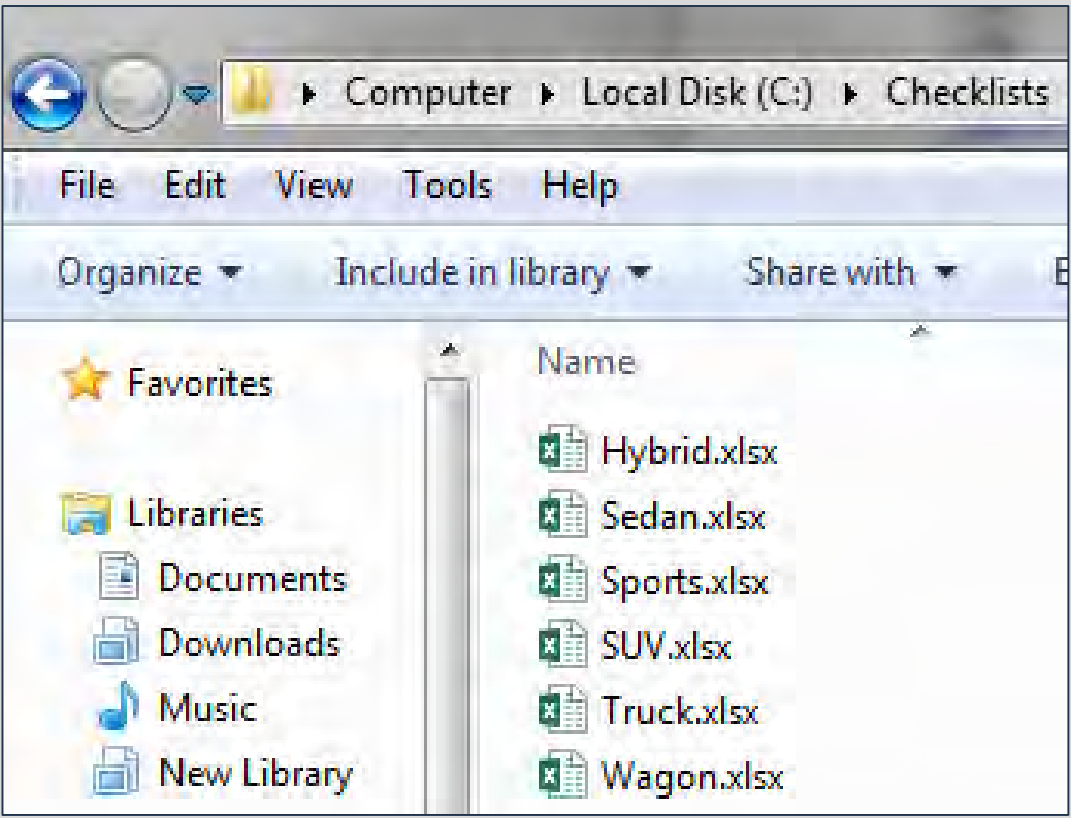 Computer Local Disk (C:) Checklists
File Edit View Tools Help
Organize Include in library Share with
Name
Favorites
Hybrid.xlsx
Sedan.xlsx
Sports.xlsx
SUV.xlsx
Truck.xlsx
Wagon.xlsx
Libraries
Documents
Downloads
Music
New Library